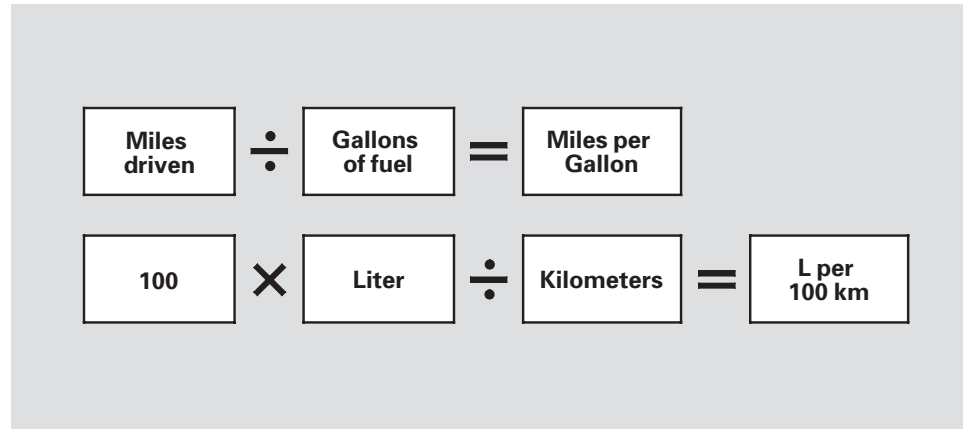 Miles driven ÷ Gallons of fuel = Miles per Gallon
100 × Liter ÷ Kilometers = L per 100 km